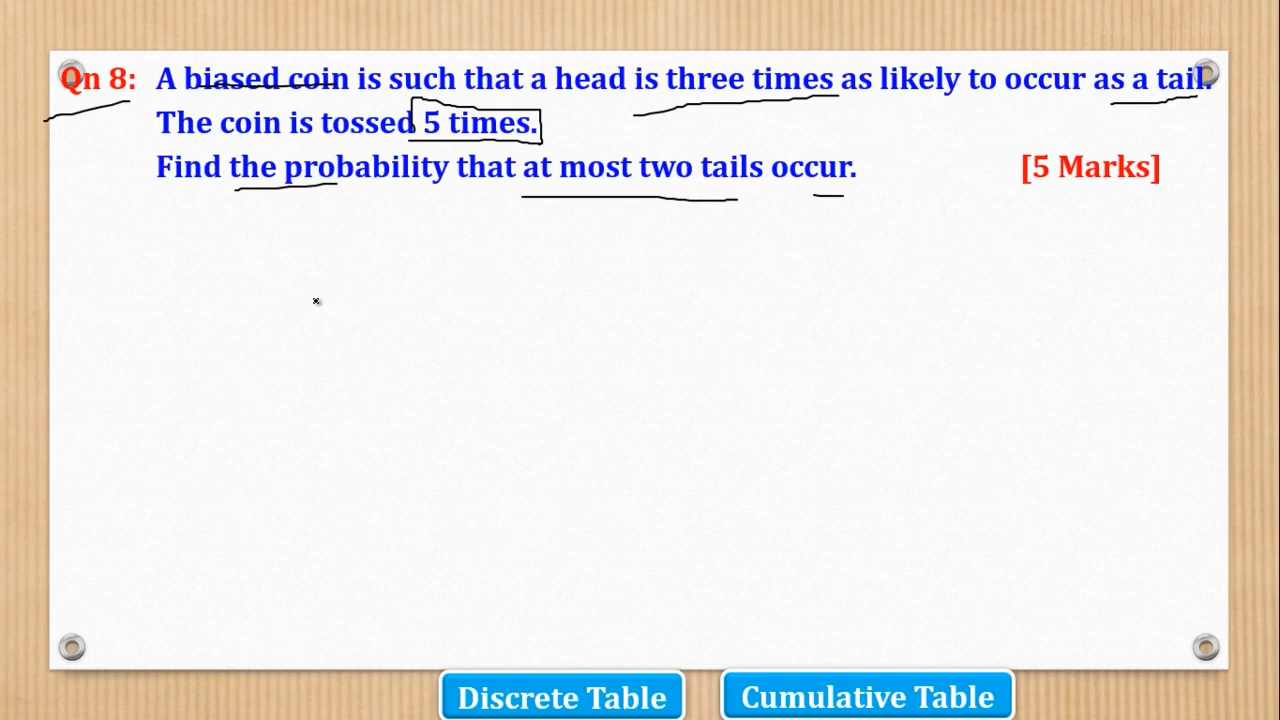 Qn 8: A biased coin is such that a head is three times as likely to occur as a tail.
The coin is tossed 5 times.
Find the probability that at most two tails occur. [5 Marks]
Discrete Table Cumulative Table